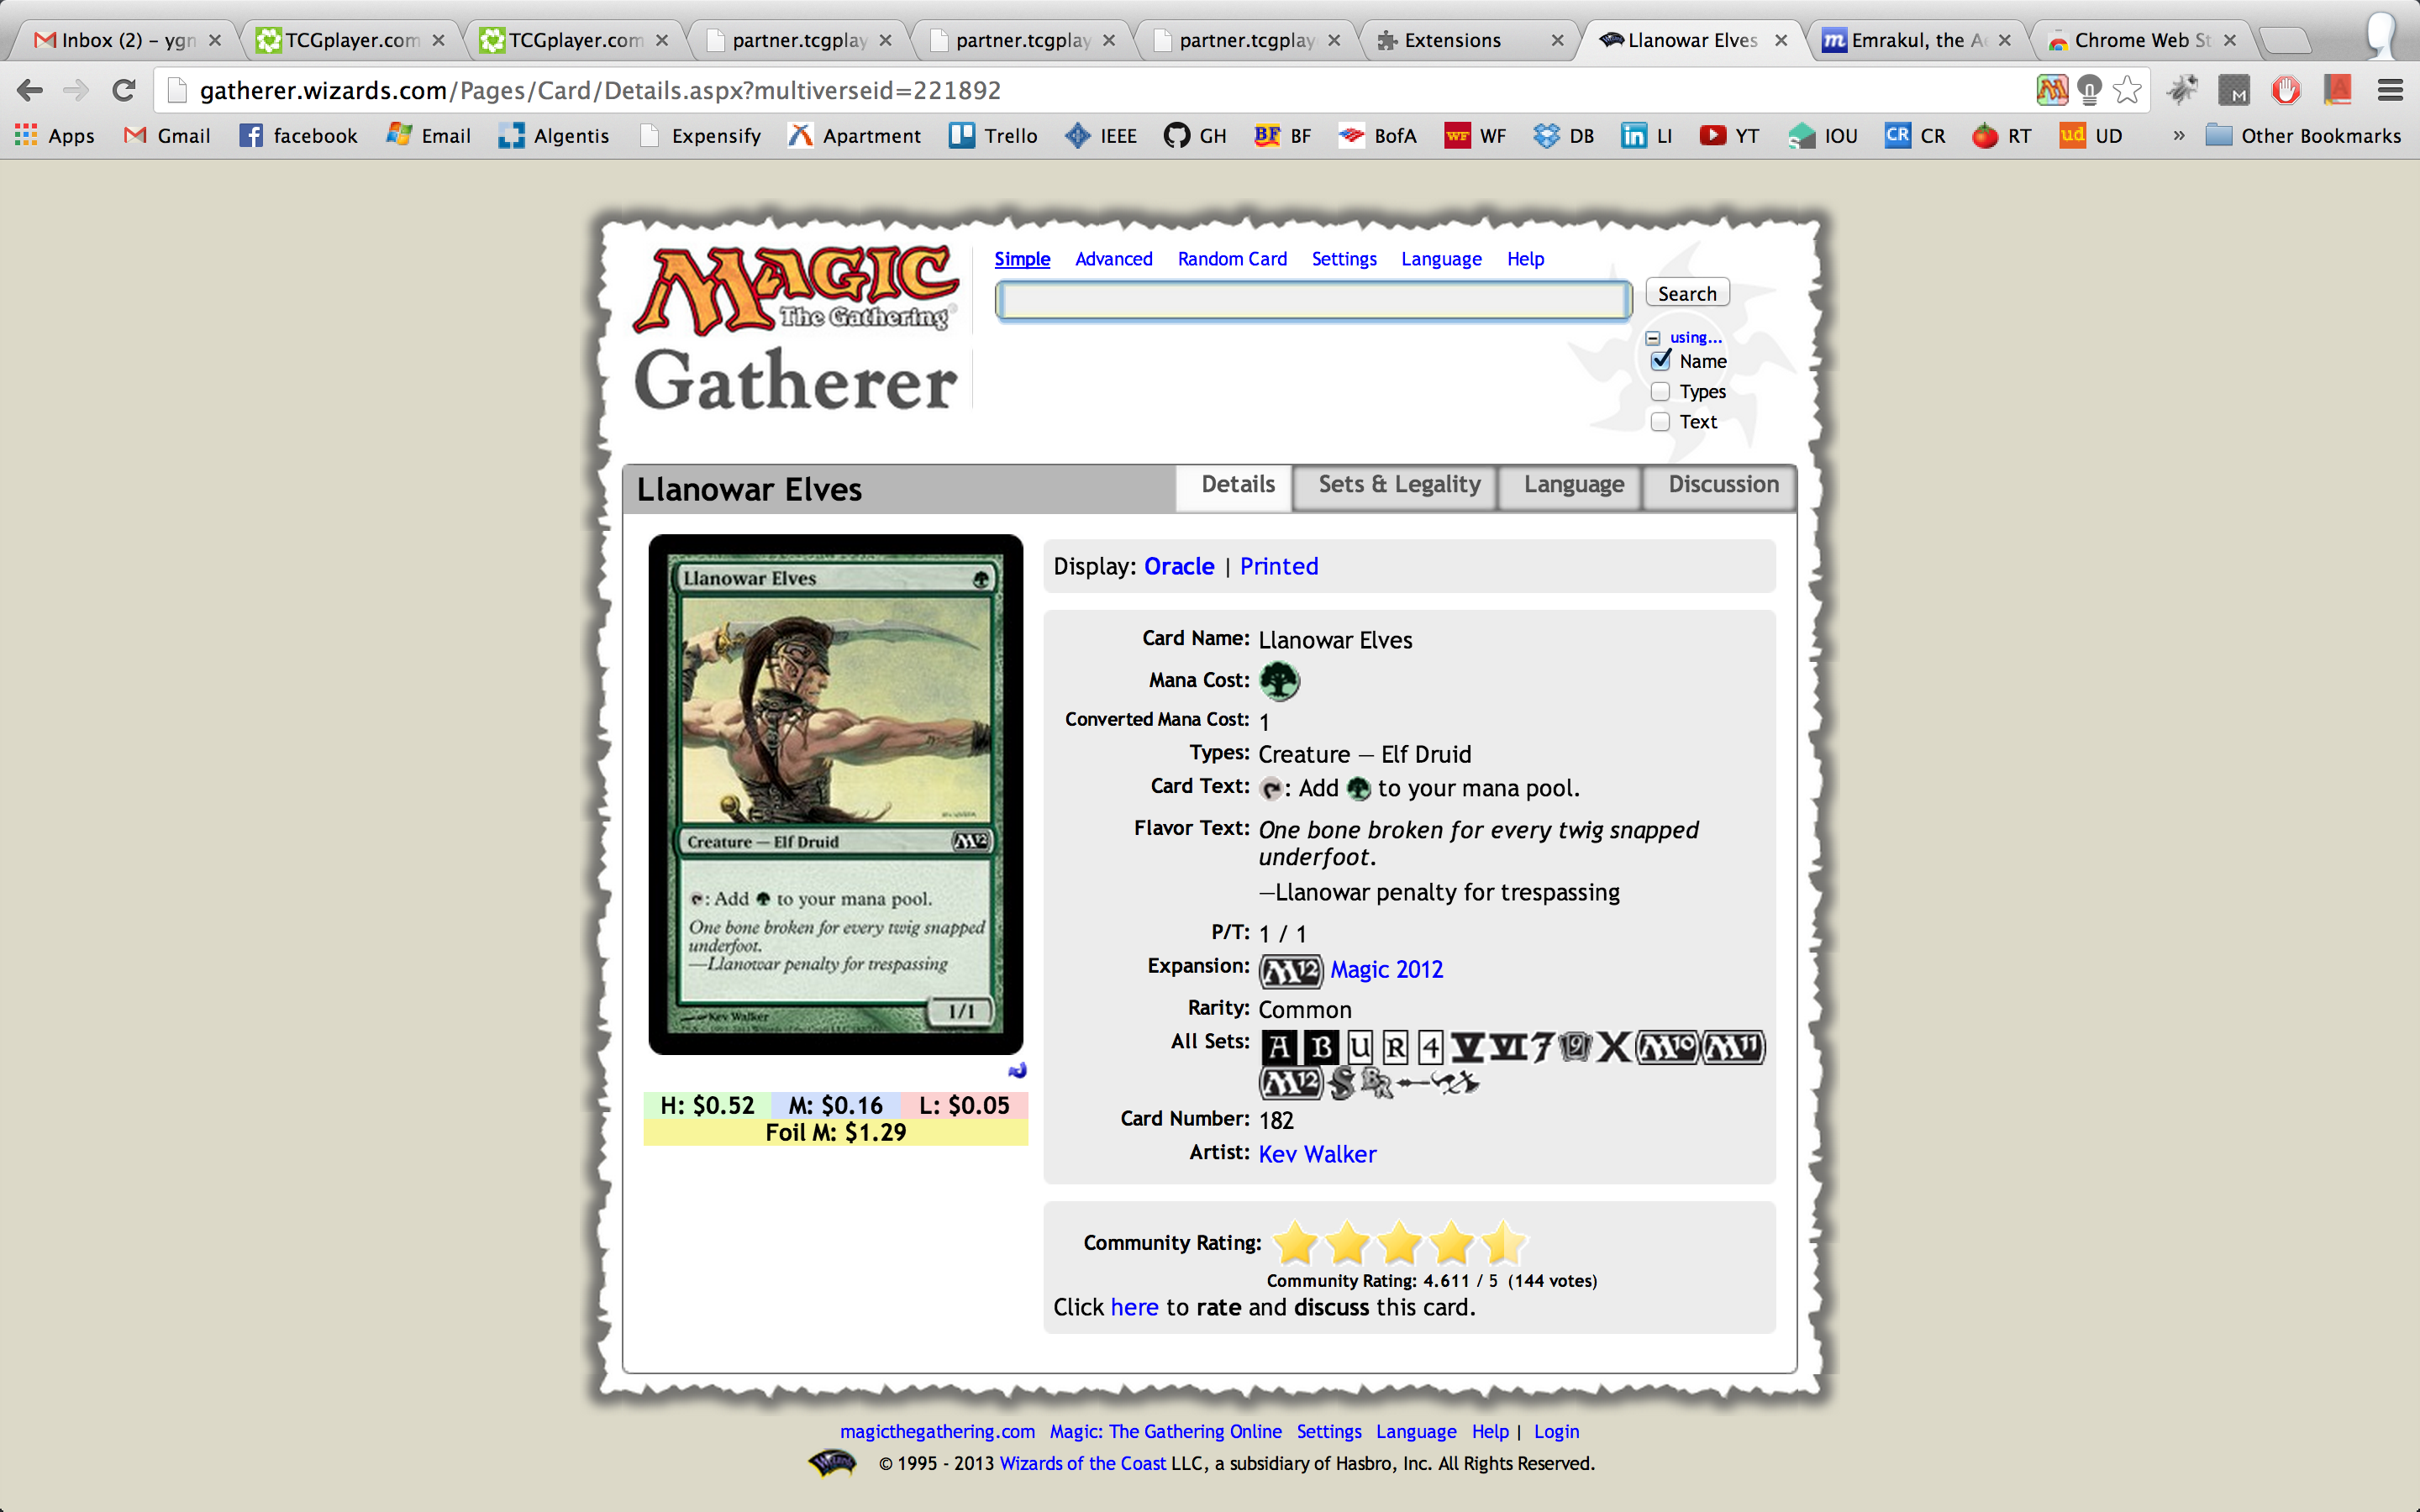 Inbox (2) – ygn
TCGplayer.com
TCGplayer.com
partner.tcgplay
partner.tcgplay
partner.tcgplay
Extensions
Llanowar Elves
Emrakul, the A
Chrome Web St
gatherer.wizards.com/Pages/Card/Details.aspx?multiverseid=221892
Apps Gmail facebook Email Algentis Expensify Apartment Trello IEEE GH BF BofA WF DB LI YT IOU CR RT UD » Other Bookmarks
MAGIC
The Gathering®
Gatherer
Simple Advanced Random Card Settings Language Help
Search
using...
Name
Types
Text
Llanowar Elves
Details Sets & Legality Language Discussion
Llanowar Elves
Creature — Elf Druid
M12
: Add to your mana pool.
One bone broken for every twig snapped
underfoot.
—Llanowar penalty for trespassing
1/1
Kev Walker
H: $0.52 M: $0.16 L: $0.05
Foil M: $1.29
Display: Oracle | Printed
Card Name: Llanowar Elves
Mana Cost:
Converted Mana Cost: 1
Types: Creature — Elf Druid
Card Text: : Add to your mana pool.
Flavor Text: One bone broken for every twig snapped
underfoot.
—Llanowar penalty for trespassing
P/T: 1 / 1
Expansion: M12 Magic 2012
Rarity: Common
All Sets: A B U R 4 V VI 7 9 X M10 M11
M12 S BR
Card Number: 182
Artist: Kev Walker
Community Rating:
Community Rating: 4.611 / 5 (144 votes)
Click here to rate and discuss this card.
magicthegathering.com Magic: The Gathering Online Settings Language Help | Login
© 1995 - 2013 Wizards of the Coast LLC, a subsidiary of Hasbro, Inc. All Rights Reserved.